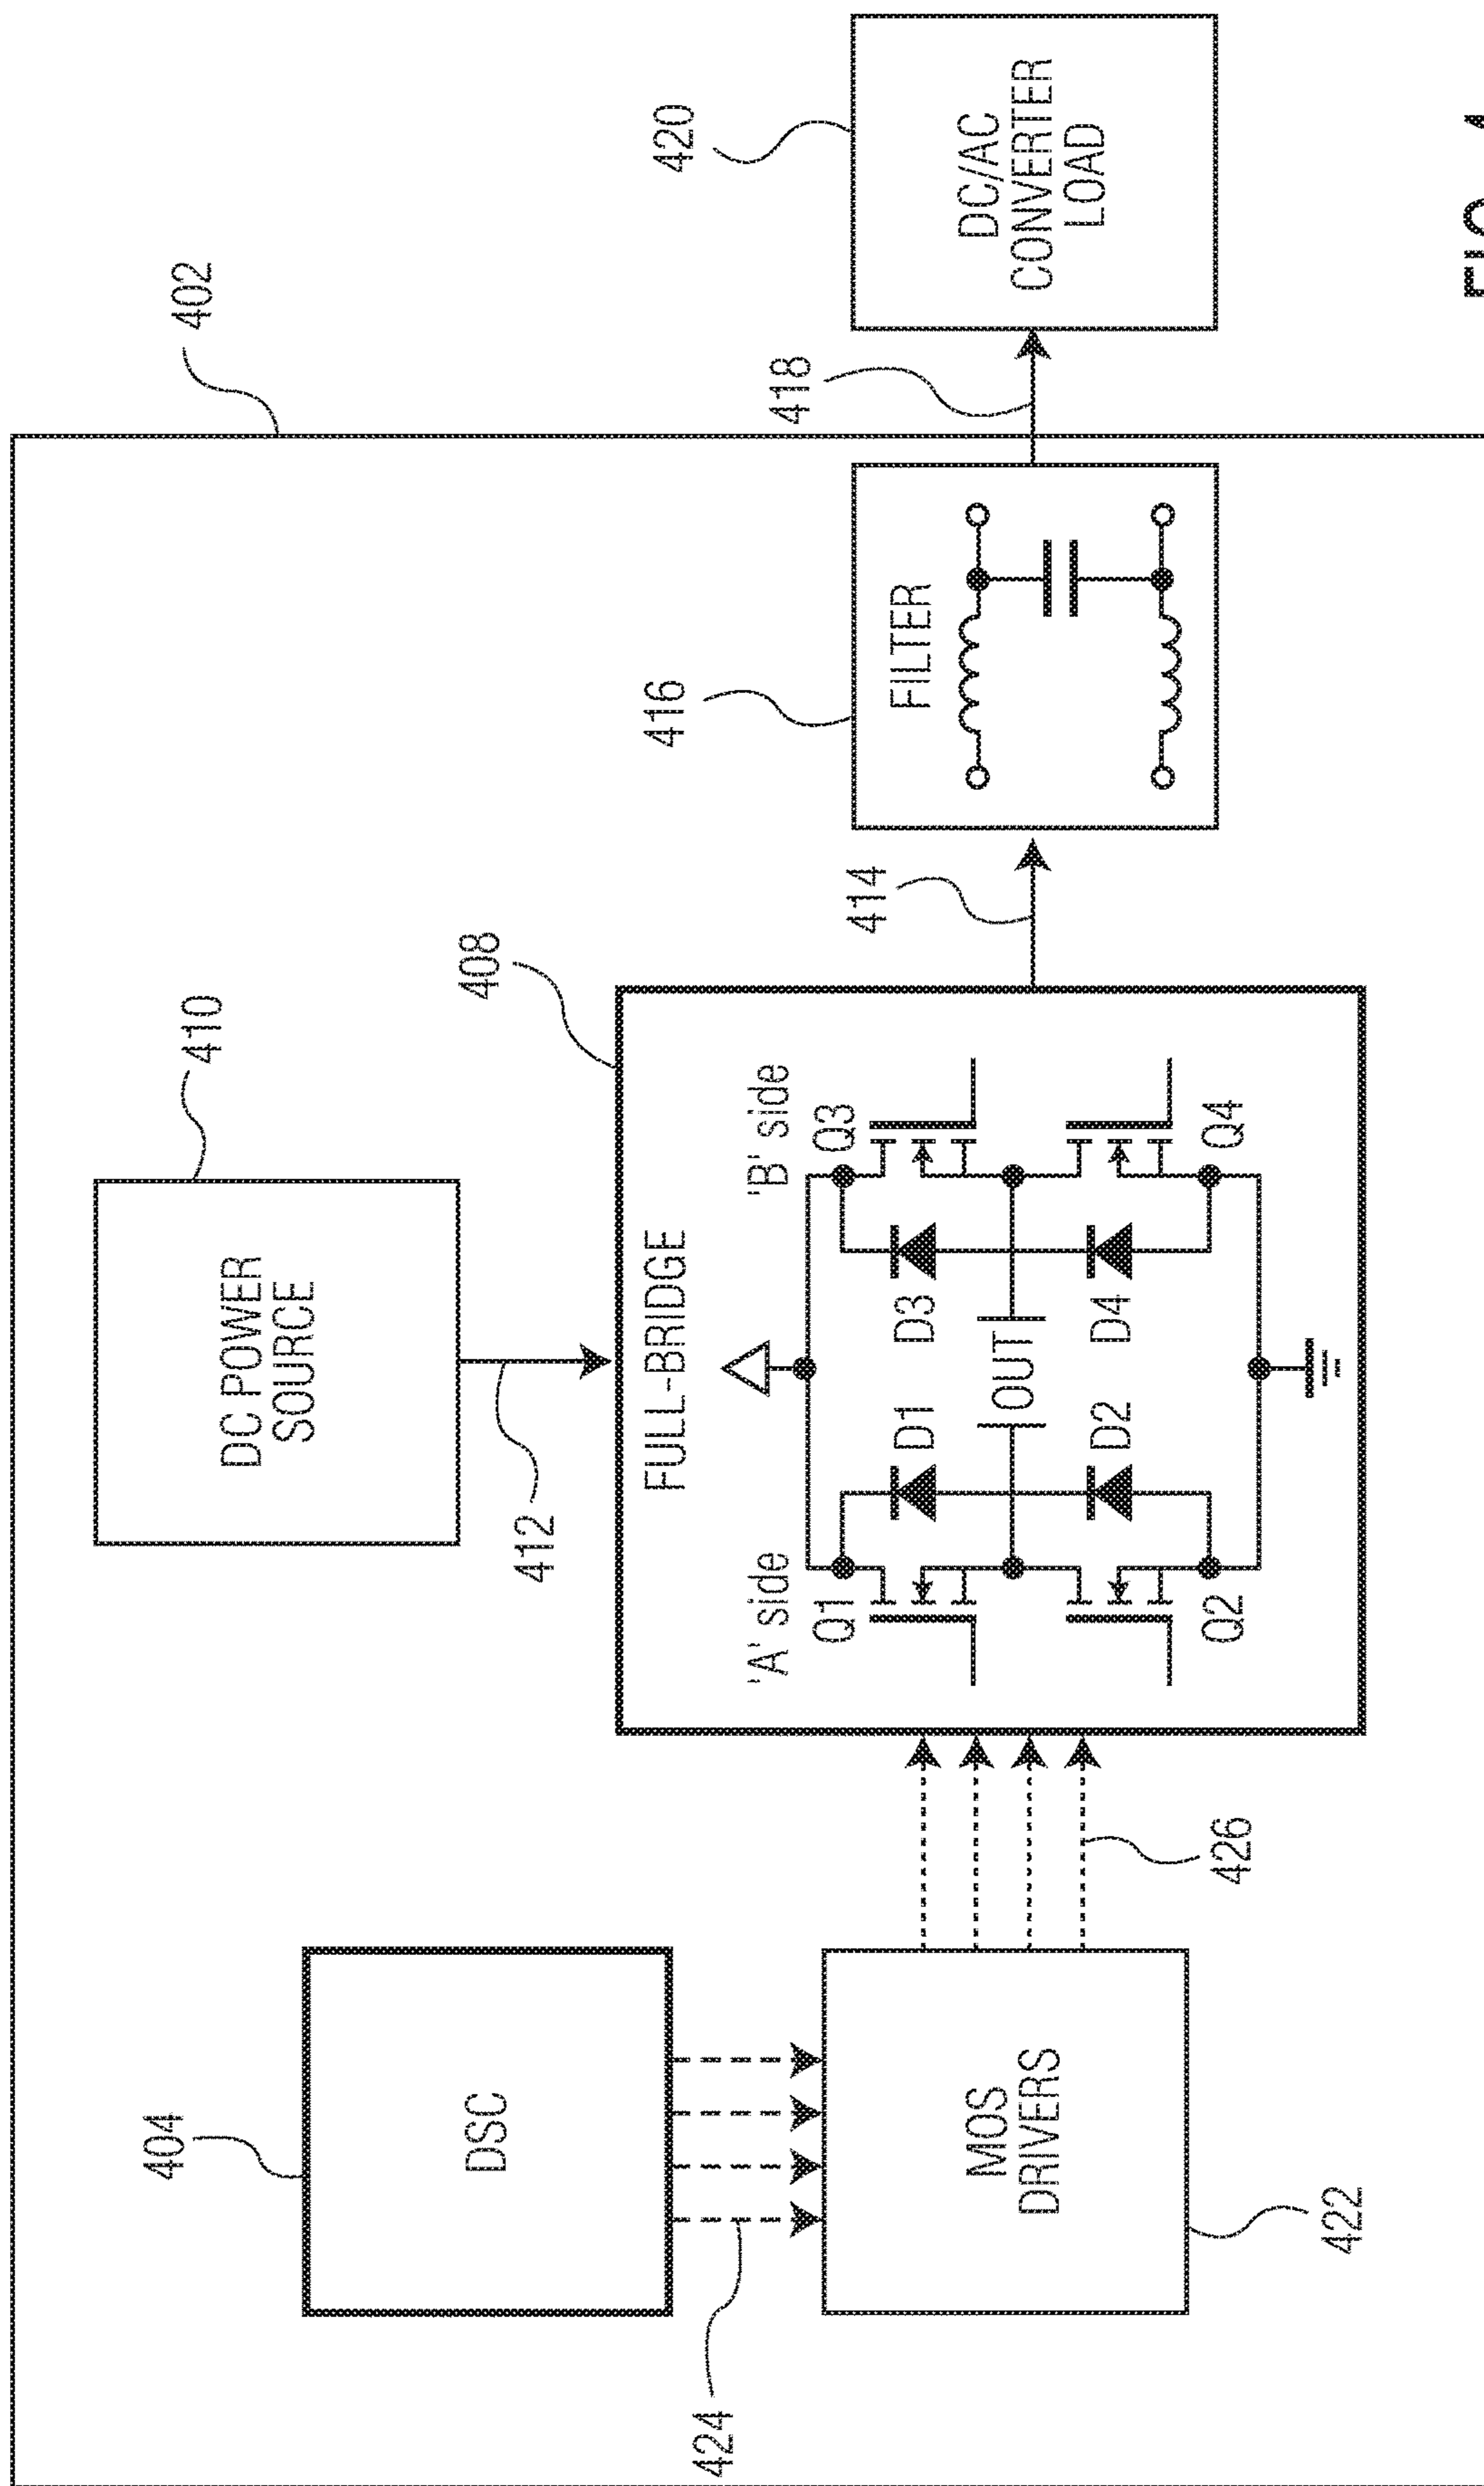 402
410
DC POWER
SOURCE
412
404
DSC
424
MOS
DRIVERS
422
426
408
FULL-BRIDGE
'A' side
'B' side
Q1
D1
D3
Q3
OUT
Q2
D2
D4
Q4
414
416
FILTER
418
420
DC/AC
CONVERTER
LOAD